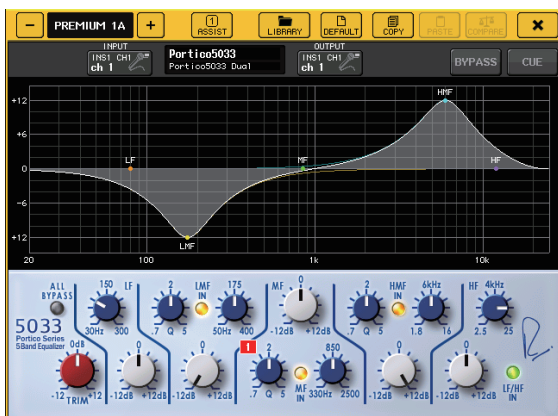 − PREMIUM 1A + 1 ASSIST LIBRARY DEFAULT COPY PASTE COMPARE ×
INPUT
INS1 CH1
ch 1
Portico5033
Portico5033 Dual
OUTPUT
INS1 CH1
ch 1
BYPASS CUE
HMF
+12
+6
LF MF HF
0
−6
+12
LMF
20 100 1k 10k
ALL BYPASS
150 LF
30Hz 300
2 LMF IN
.7 Q 5
175
50Hz 400
MF 0
-12dB +12dB
2 HMF IN
.7 Q 5
6kHz
1.8 16
HF 4kHz
2.5 25
5033
Portico Series
5Band Equalizer
0dB
-12 +12
TRIM
0
-12dB +12dB
0
-12dB +12dB
1
2
.7 Q 5
MF IN
850
330Hz 2500
0
-12dB +12dB
0
-12dB +12dB
LF/HF IN